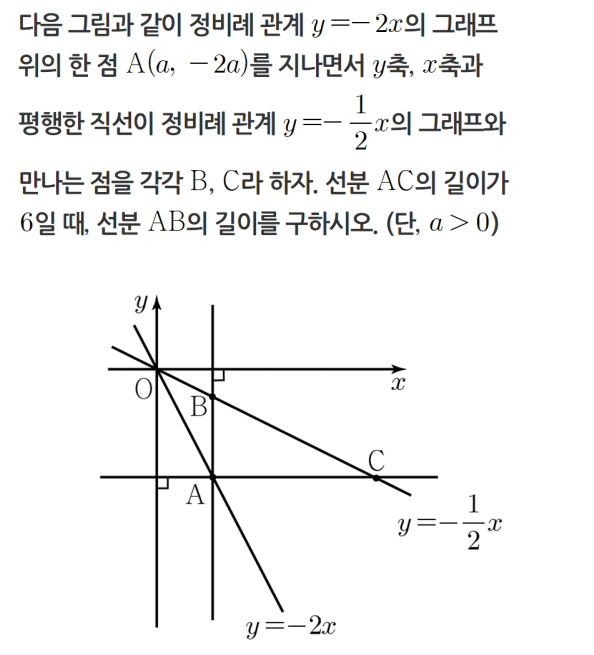 다음 그림과 같이 정비례 관계 y=-2x의 그래프
위의 한 점 A(a, -2a)를 지나면서 y축, x축과
평행한 직선이 정비례 관계 y=-\frac{1}{2}x의 그래프와
만나는 점을 각각 B, C라 하자. 선분 AC의 길이가
6일 때, 선분 AB의 길이를 구하시오. (단, a>0)
y
x
O
B
C
A
y=-\frac{1}{2}x
y=-2x